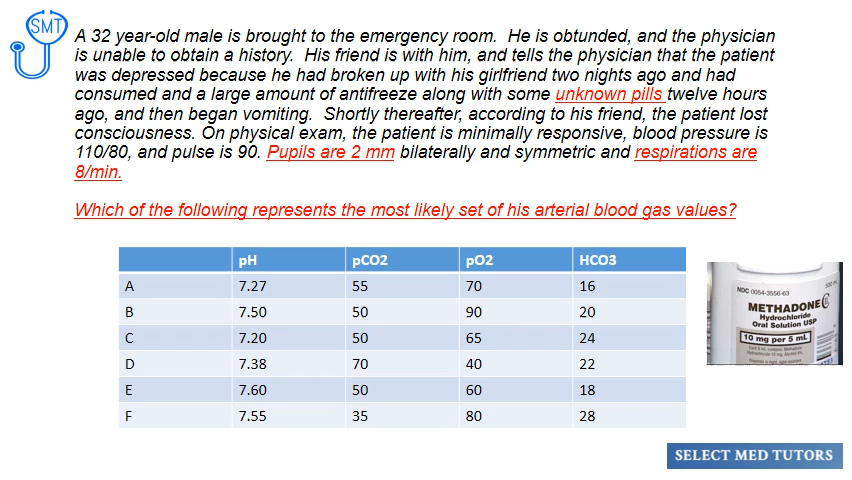 SMT
A 32 year-old male is brought to the emergency room.  He is obtunded, and the physician
is unable to obtain a history.  His friend is with him, and tells the physician that the patient
was depressed because he had broken up with his girlfriend two nights ago and had
consumed and a large amount of antifreeze along with some unknown pills twelve hours
ago, and then began vomiting.  Shortly thereafter, according to his friend, the patient lost
consciousness. On physical exam, the patient is minimally responsive, blood pressure is
110/80, and pulse is 90. Pupils are 2 mm bilaterally and symmetric and respirations are
8/min.
Which of the following represents the most likely set of his arterial blood gas values?
pH pCO2 pO2 HCO3
A 7.27 55 70 16
B 7.50 50 90 20
C 7.20 50 65 24
D 7.38 70 40 22
E 7.60 50 60 18
F 7.55 35 80 28
NDC 0054-3556-63
500 mL
METHADONE C
Hydrochloride
Oral Solution USP
10 mg per 5 mL
SELECT MED TUTORS